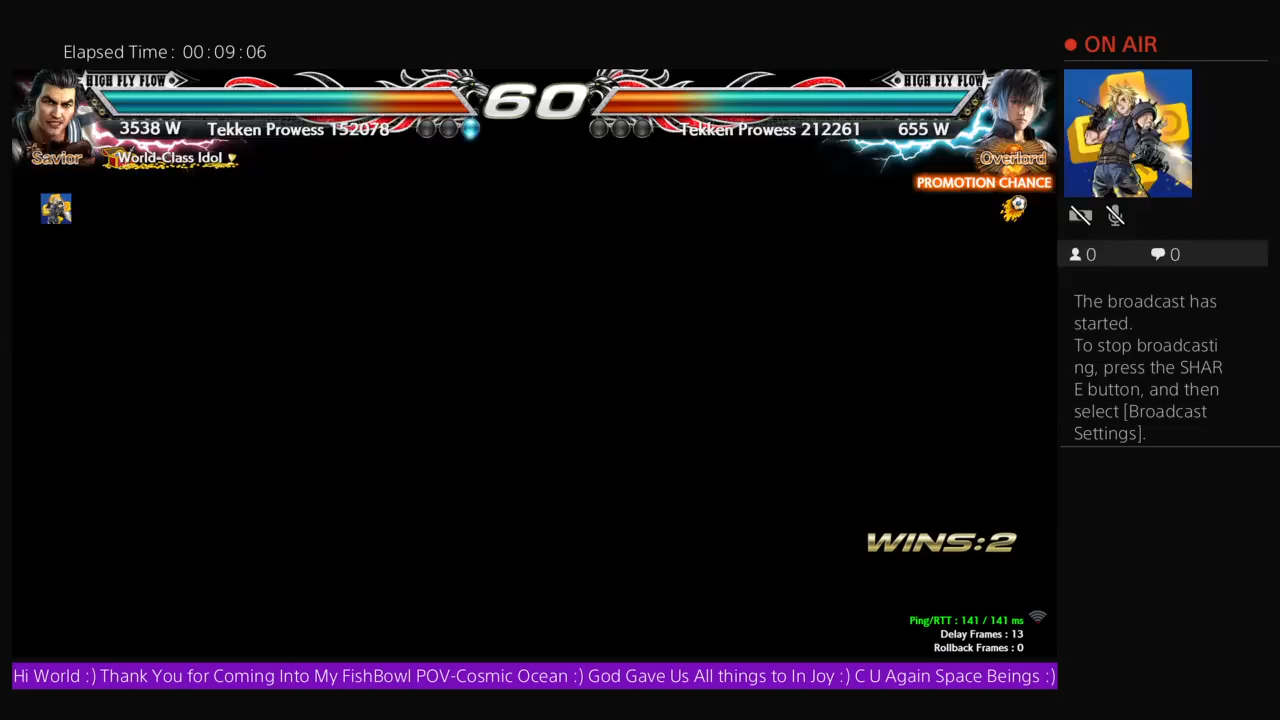 Elapsed Time: 00:09:06
ON AIR
HIGH FLY FLOW
60
HIGH FLY FLOW
3538 W
Tekken Prowess 152078
Tekken Prowess 212261
655 W
Savior
World-Class Idol
Overlord
PROMOTION CHANCE
0
0
The broadcast has
started.
To stop broadcasti
ng, press the SHAR
E button, and then
select [Broadcast
Settings].
WINS:2
Ping/RTT : 141 / 141 ms
Delay Frames : 13
Rollback Frames : 0
Hi World :) Thank You for Coming Into My FishBowl POV-Cosmic Ocean :) God Gave Us All things to In Joy :) C U Again Space Beings :)